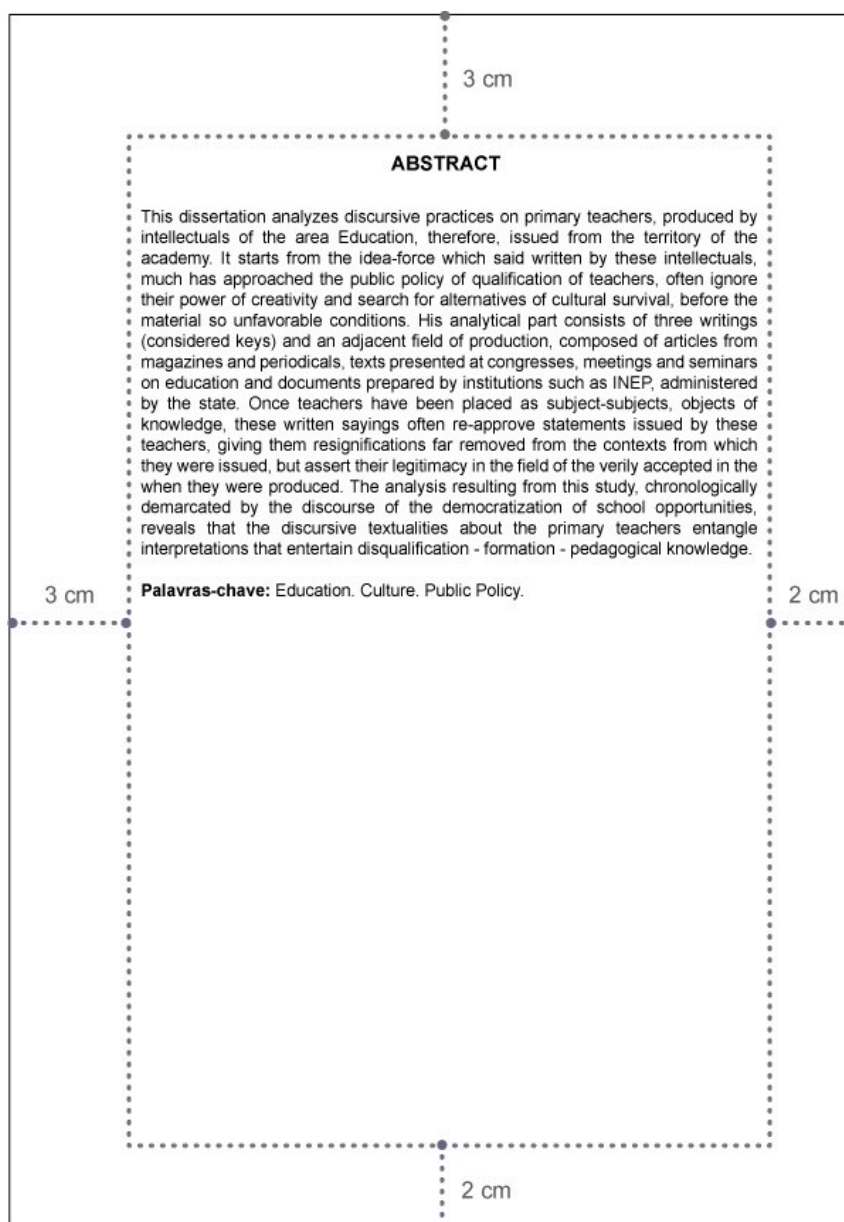 3 cm
ABSTRACT
This dissertation analyzes discursive practices on primary teachers, produced by
intellectuals of the area Education, therefore, issued from the territory of the
academy. It starts from the idea-force which said written by these intellectuals,
much has approached the public policy of qualification of teachers, often ignore
their power of creativity and search for alternatives of cultural survival, before the
material so unfavorable conditions. His analytical part consists of three writings
(considered keys) and an adjacent field of production, composed of articles from
magazines and periodicals, texts presented at congresses, meetings and seminars
on education and documents prepared by institutions such as INEP, administered
by the state. Once teachers have been placed as subject-subjects, objects of
knowledge, these written sayings often re-approve statements issued by these
teachers, giving them resignifications far removed from the contexts from which
they were issued, but assert their legitimacy in the field of the verily accepted in the
when they were produced. The analysis resulting from this study, chronologically
demarcated by the discourse of the democratization of school opportunities,
reveals that the discursive textualities about the primary teachers entangle
interpretations that entertain disqualification - formation - pedagogical knowledge.
Palavras-chave: Education. Culture. Public Policy.
3 cm
2 cm
2 cm